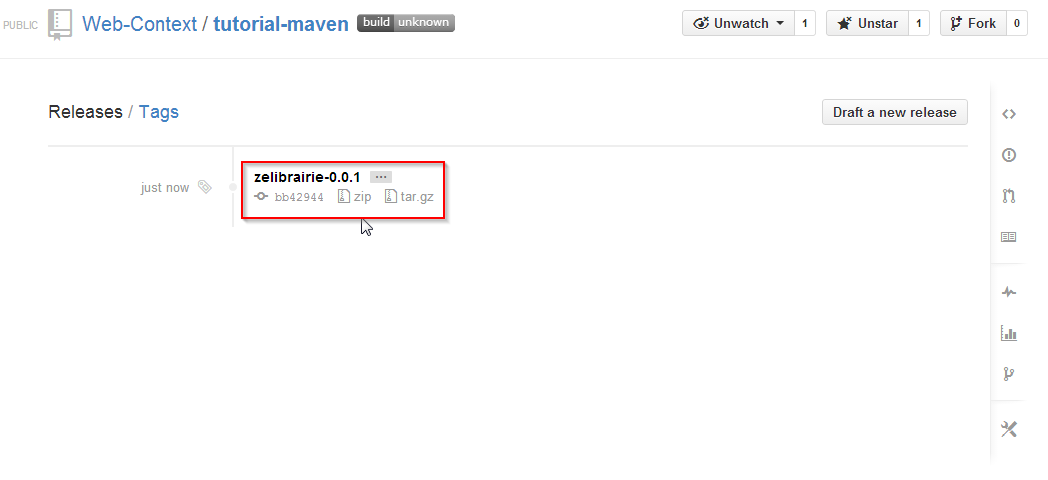 PUBLIC Web-Context / tutorial-maven build unknown Unwatch 1 Unstar 1 Fork 0
Releases / Tags Draft a new release
zelibrairie-0.0.1 ...
just now bb42944 zip tar.gz